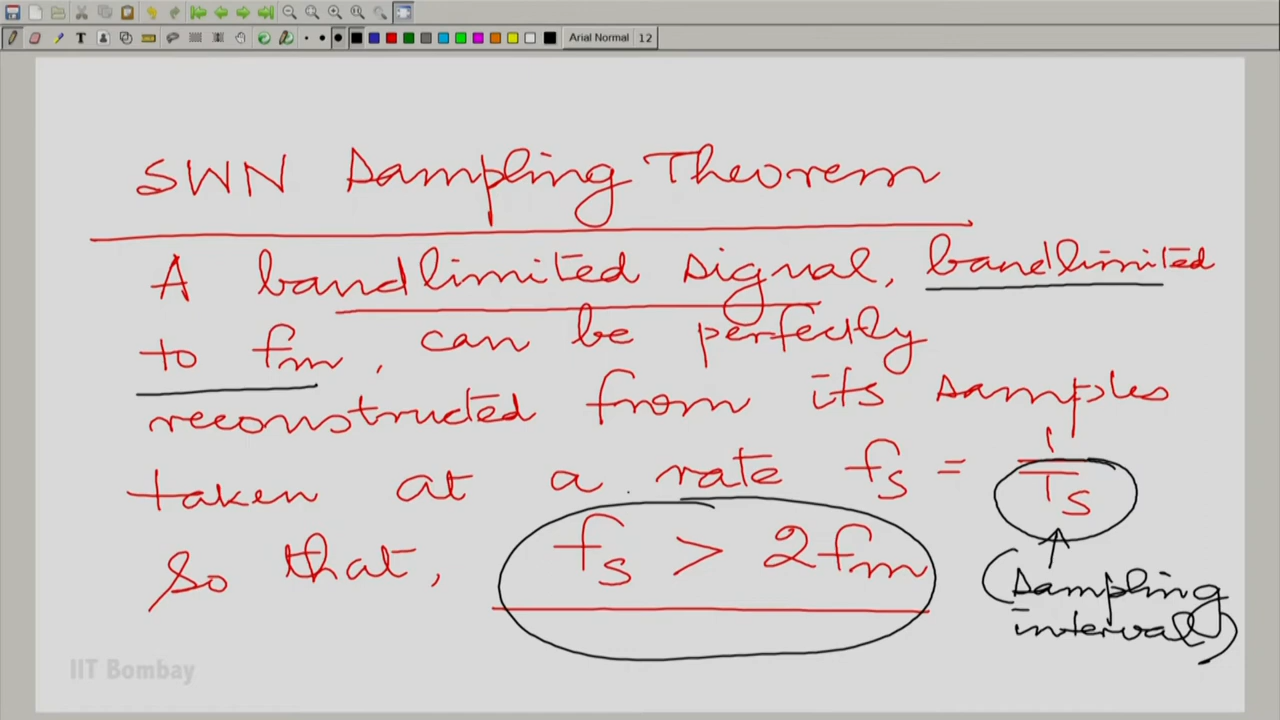 Arial Normal 12
SWN Sampling Theorem
A bandlimited signal, bandlimited
to fm, can be perfectly
reconstructed from its samples
taken at a rate fs = 1/Ts
so that, fs > 2fm
(sampling
interval)
IIT Bombay